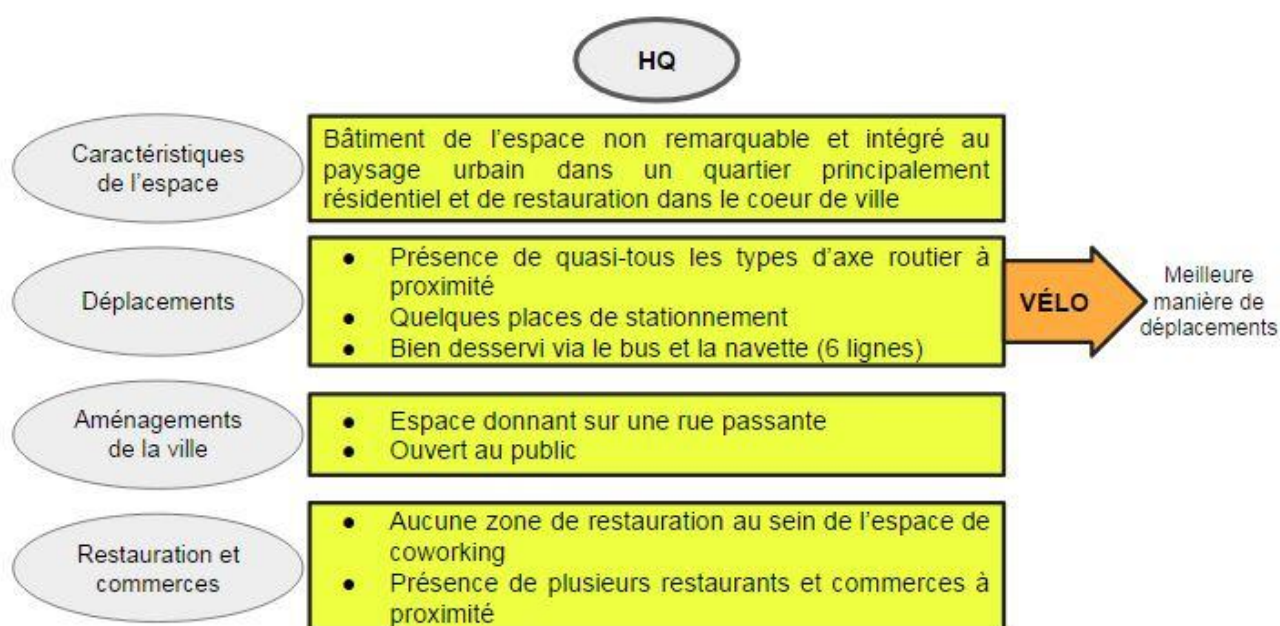 HQ
Caractéristiques
de l'espace
Bâtiment de l'espace non remarquable et intégré au
paysage urbain dans un quartier principalement
résidentiel et de restauration dans le coeur de ville
Déplacements
● Présence de quasi-tous les types d'axe routier à
proximité
● Quelques places de stationnement
● Bien desservi via le bus et la navette (6 lignes)
VÉLO
Meilleure
manière de
déplacements
Aménagements
de la ville
● Espace donnant sur une rue passante
● Ouvert au public
Restauration et
commerces
● Aucune zone de restauration au sein de l'espace de
coworking
● Présence de plusieurs restaurants et commerces à
proximité